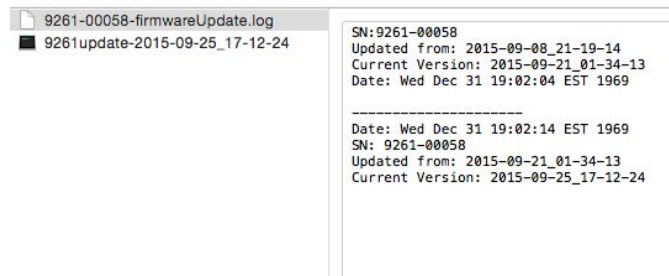 9261-00058-firmwareUpdate.log
9261update-2015-09-25_17-12-24
SN:9261-00058
Updated from: 2015-09-08_21-19-14
Current Version: 2015-09-21_01-34-13
Date: Wed Dec 31 19:02:04 EST 1969
---------------------
Date: Wed Dec 31 19:02:14 EST 1969
SN: 9261-00058
Updated from: 2015-09-21_01-34-13
Current Version: 2015-09-25_17-12-24